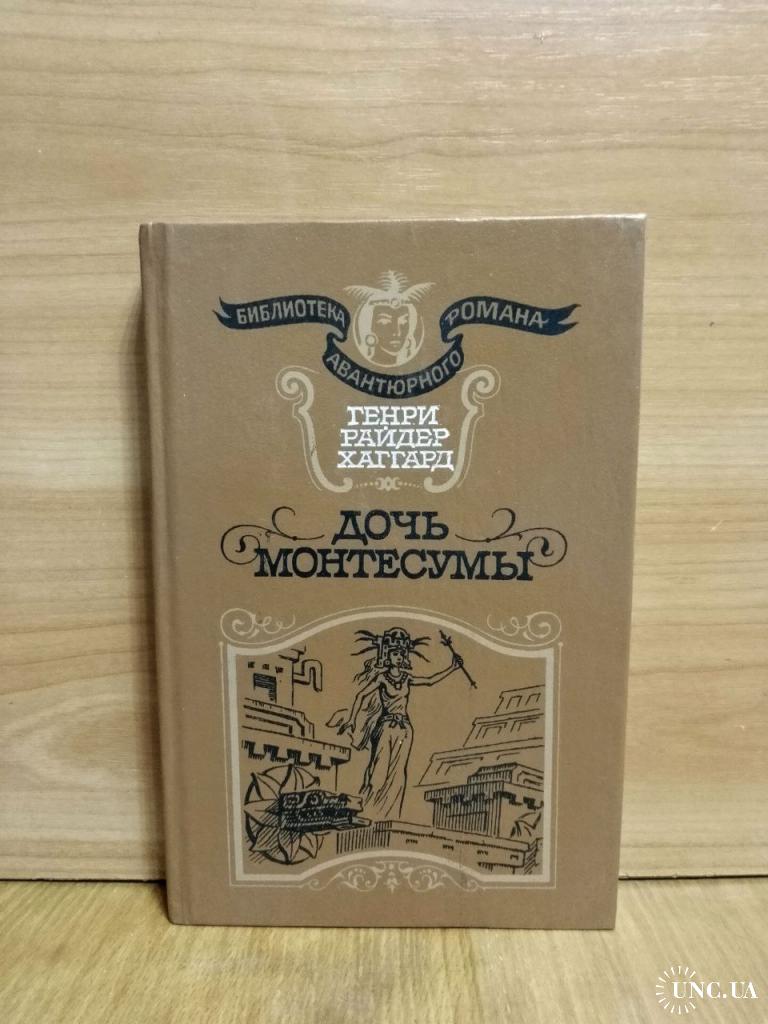 БИБЛИОТЕКА
АВАНТЮРНОГО
РОМАНА
ГЕНРИ
РАЙДЕР
ХАГГАРД
ДОЧЬ
МОНТЕСУМЫ
UNC.UA